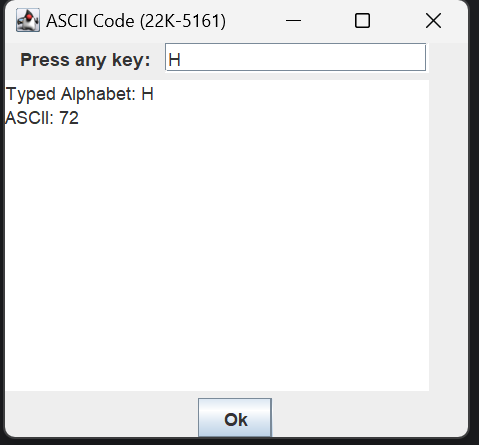 ASCII Code (22K-5161)
Press any key: H
Typed Alphabet: H
ASCII: 72
Ok